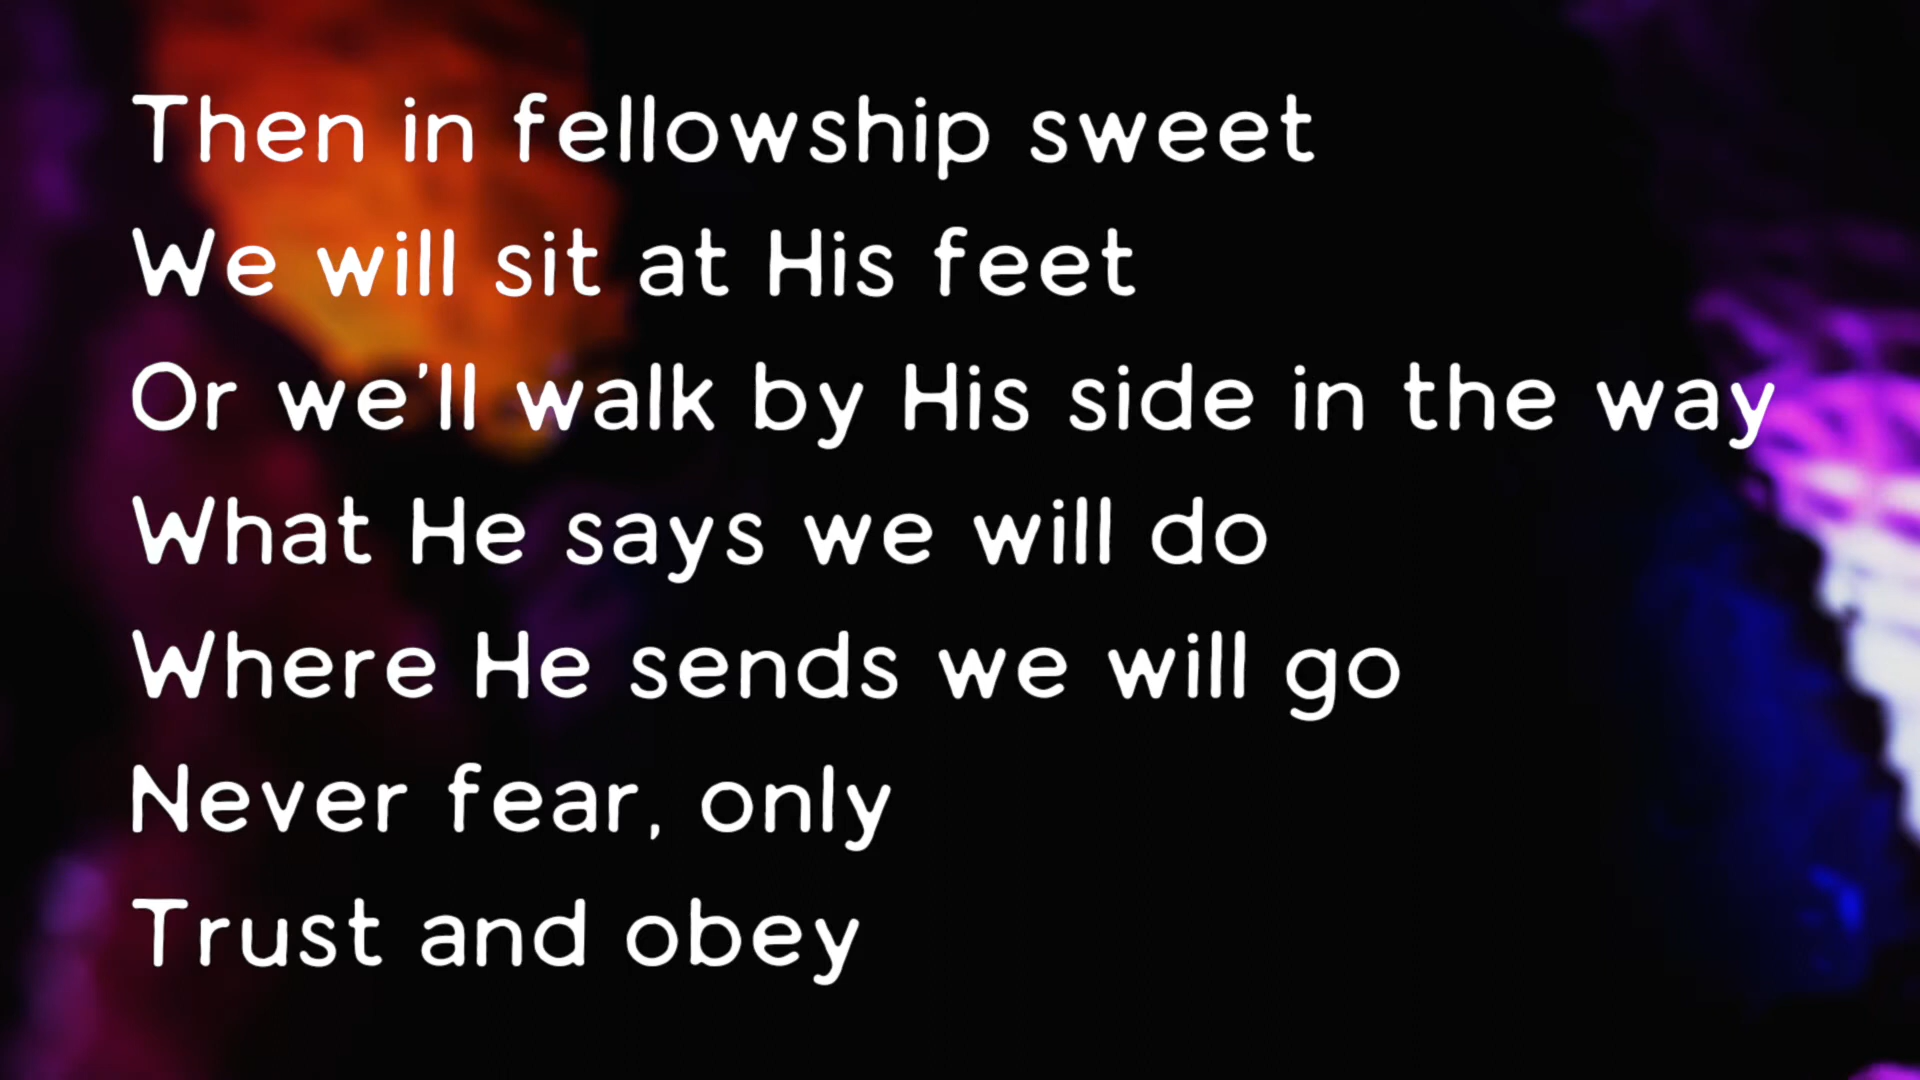 Then in fellowship sweet
We will sit at His feet
Or we'll walk by His side in the way
What He says we will do
Where He sends we will go
Never fear, only
Trust and obey